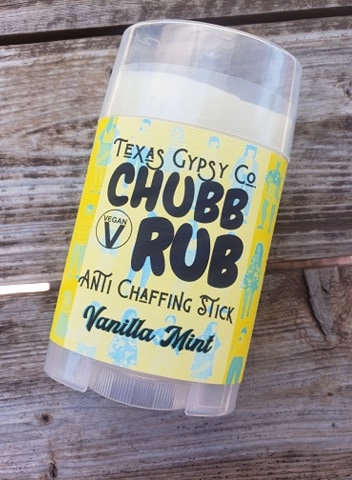 TEXAS GYPSY CO
CHUBB
VEGAN
V
RUB
ANTI CHAFFING STICK
Vanilla Mint